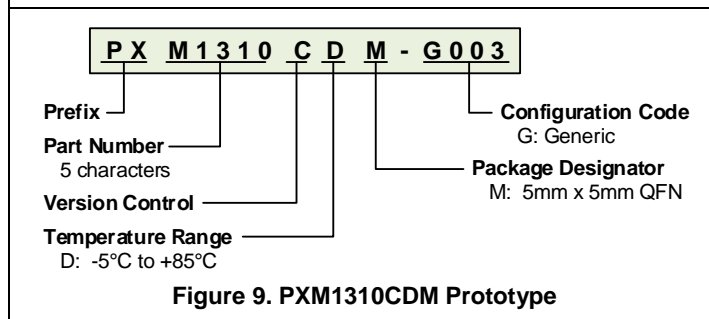 PX M1310 C D M - G003
Prefix
Part Number
5 characters
Version Control
Temperature Range
D: -5°C to +85°C
Configuration Code
G: Generic
Package Designator
M: 5mm x 5mm QFN
Figure 9. PXM1310CDM Prototype